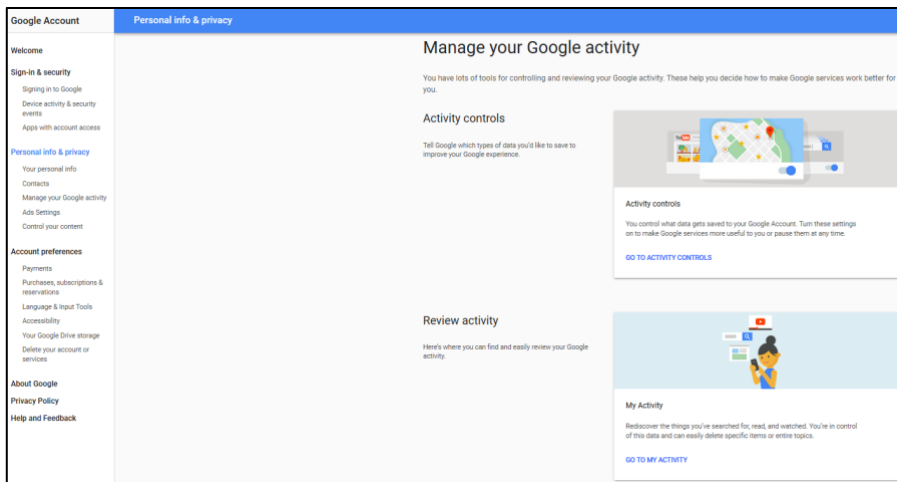 Google Account
Personal info & privacy
Welcome
Sign-in & security
Signing in to Google
Device activity & security
events
Apps with account access
Personal info & privacy
Your personal info
Contacts
Manage your Google activity
Ads Settings
Control your content
Account preferences
Payments
Purchases, subscriptions &
reservations
Language & Input Tools
Accessibility
Your Google Drive storage
Delete your account or
services
About Google
Privacy Policy
Help and Feedback
Manage your Google activity
You have lots of tools for controlling and reviewing your Google activity. These help you decide how to make Google services work better for
you.
Activity controls
Tell Google which types of data you'd like to save to
improve your Google experience.
Activity controls
You control what data gets saved to your Google Account. Turn these settings
on to make Google services more useful to you or pause them at any time.
GO TO ACTIVITY CONTROLS
Review activity
Here's where you can find and easily review your Google
activity.
My Activity
Rediscover the things you've searched for, read, and watched. You're in control
of this data and can easily delete specific items or entire topics.
GO TO MY ACTIVITY